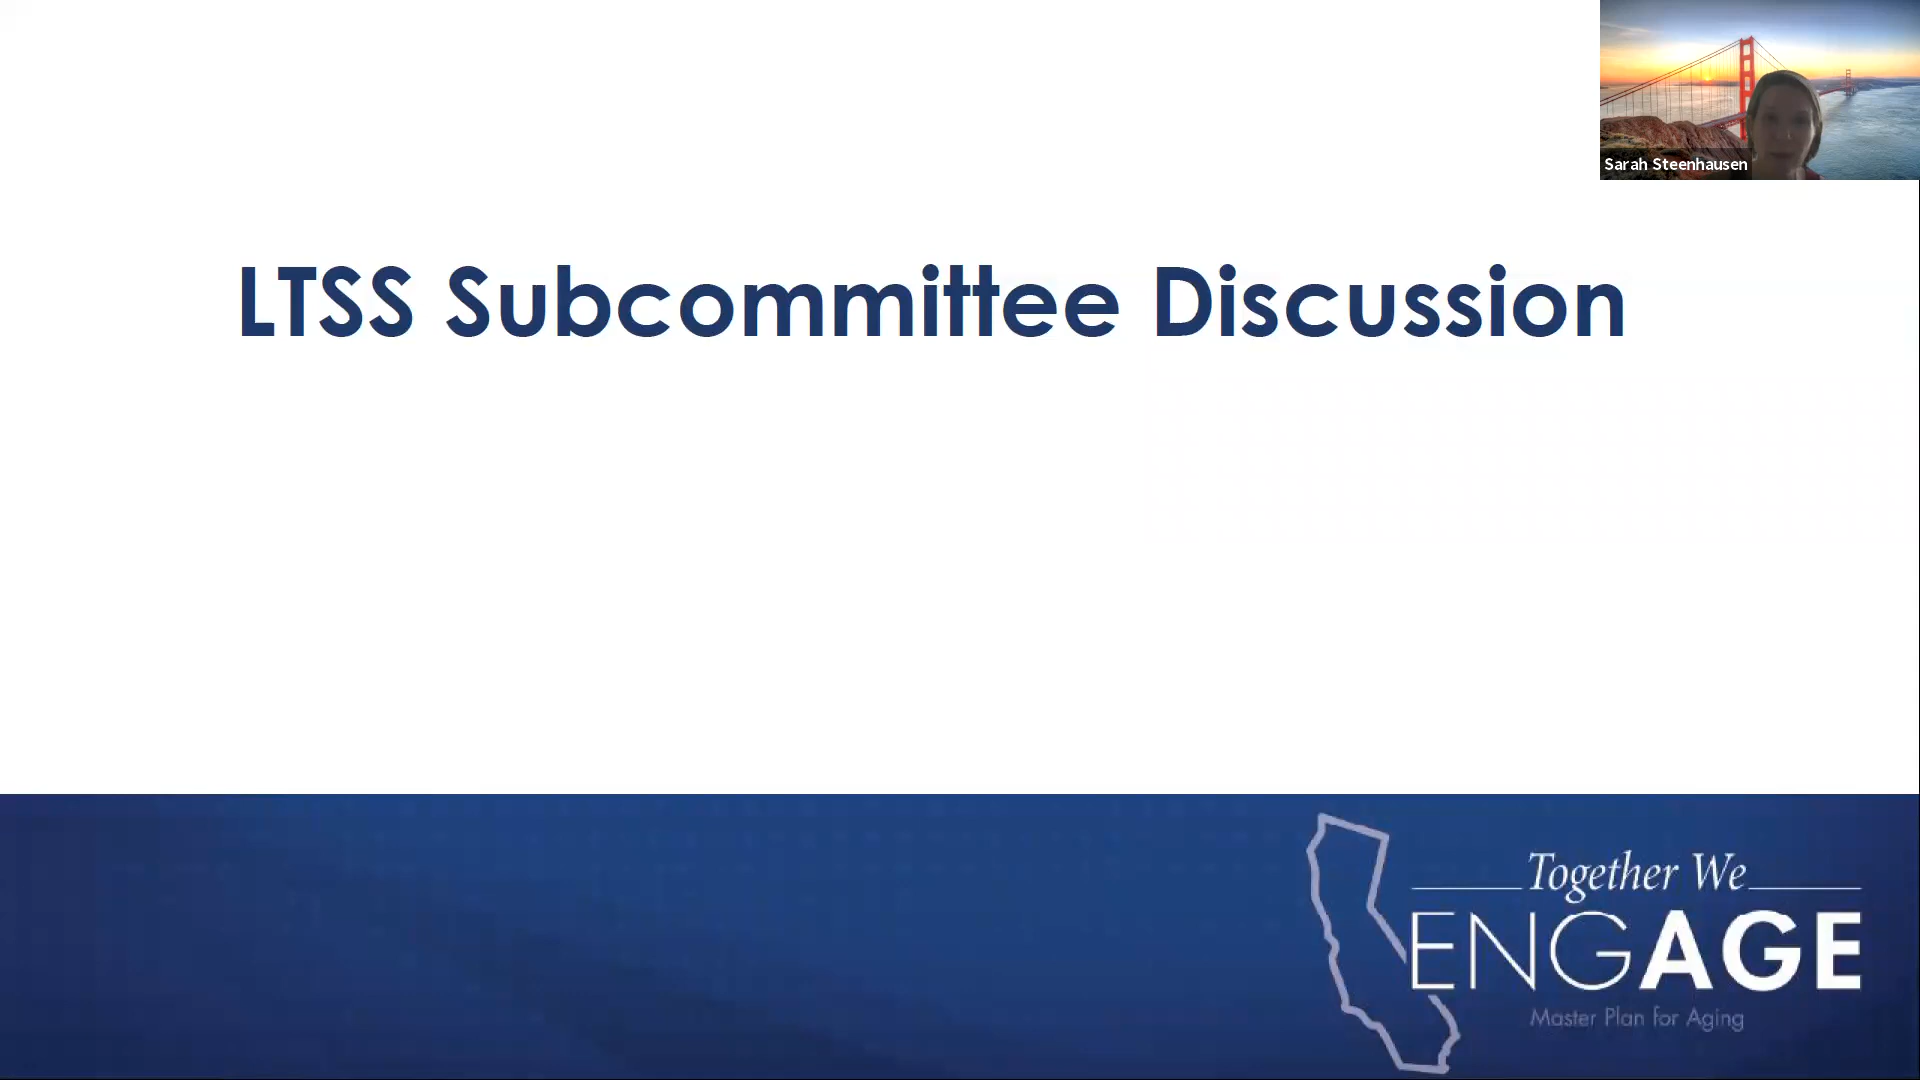 Sarah Steenhausen
LTSS Subcommittee Discussion
Together We
ENGAGE
Master Plan for Aging